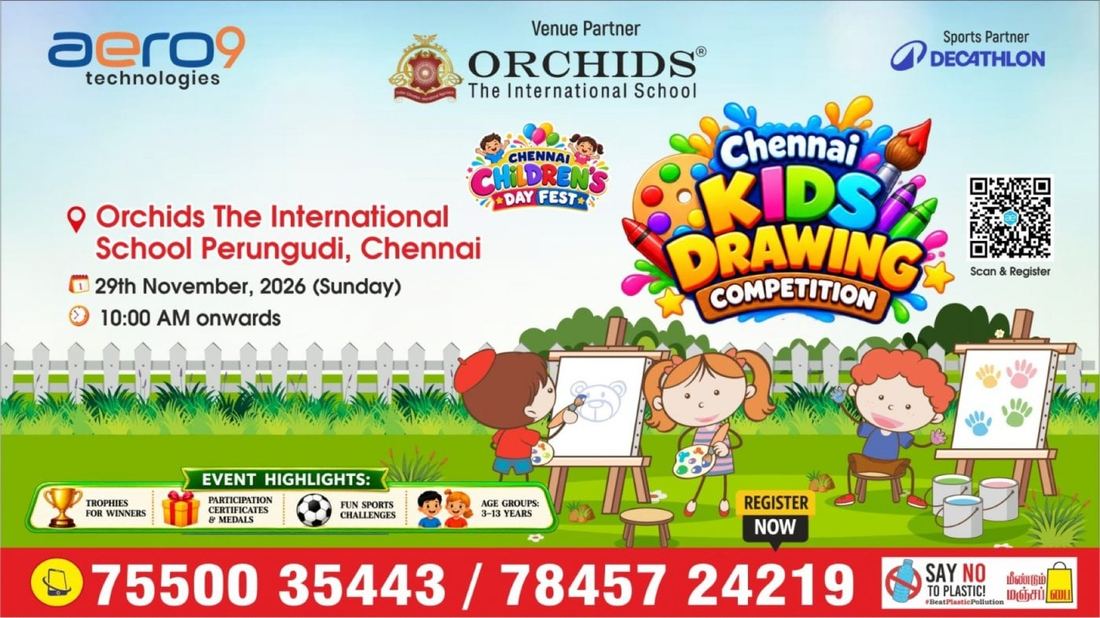 aero9
technologies
Venue Partner
ORCHIDS®
The International School
Sports Partner
DECATHLON
CHENNAI
CHILDREN'S
DAY FEST
Chennai
KIDS
DRAWING
COMPETITION
Scan & Register
Orchids The International
School Perungudi, Chennai
29th November, 2026 (Sunday)
10:00 AM onwards
EVENT HIGHLIGHTS:
TROPHIES
FOR WINNERS
PARTICIPATION
CERTIFICATES
& MEDALS
FUN SPORTS
CHALLENGES
AGE GROUPS:
3-13 YEARS
REGISTER
NOW
75500 35443 / 78457 24219
SAY NO
TO PLASTIC!
#BeatPlasticPollution
மீண்டும்
மஞ்சப்
பை